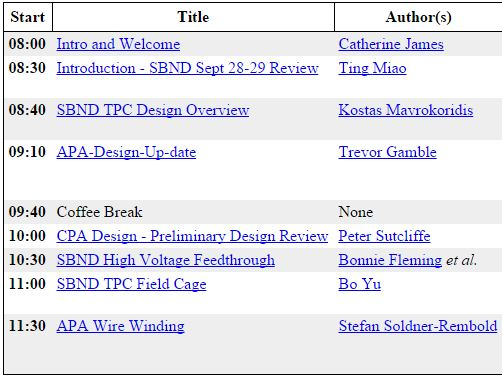 Start Title Author(s)
08:00 Intro and Welcome Catherine James
08:30 Introduction - SBND Sept 28-29 Review Ting Miao
08:40 SBND TPC Design Overview Kostas Mavrokoridis
09:10 APA-Design-Up-date Trevor Gamble
09:40 Coffee Break None
10:00 CPA Design - Preliminary Design Review Peter Sutcliffe
10:30 SBND High Voltage Feedthrough Bonnie Fleming et al.
11:00 SBND TPC Field Cage Bo Yu
11:30 APA Wire Winding Stefan Soldner-Rembold